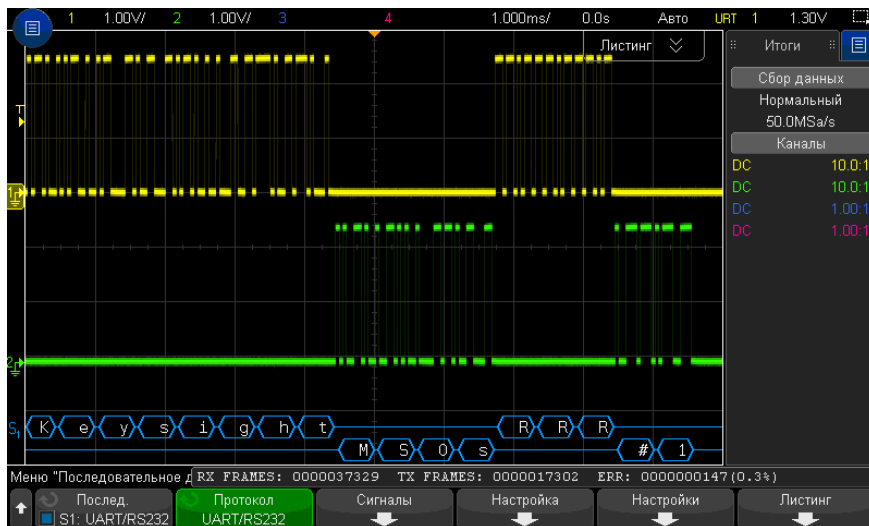 1 1.00V/ 2 1.00V/ 3 4 1.000ms/ 0.0s Авто URT 1 1.30V
Листинг
Итоги
Сбор данных
Нормальный
50.0MSa/s
Каналы
DC 10.0:1
DC 10.0:1
DC 1.00:1
DC 1.00:1
T
1
2
S1 K e y s i g h t R R R
M S O s # 1
Меню "Последовательное д RX FRAMES: 0000037329 TX FRAMES: 0000017302 ERR: 0000000147(0.3%)
Послед. Протокол Сигналы Настройка Настройки Листинг
S1: UART/RS232 UART/RS232